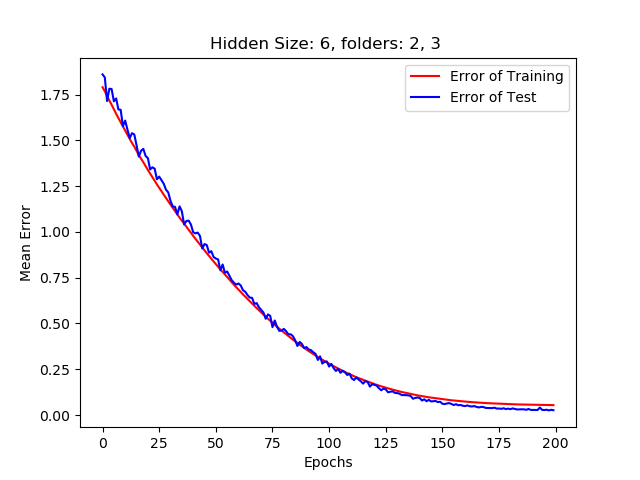 Hidden Size: 6, folders: 2, 3
Error of Training
Error of Test
Mean Error
1.75
1.50
1.25
1.00
0.75
0.50
0.25
0.00
0 25 50 75 100 125 150 175 200
Epochs